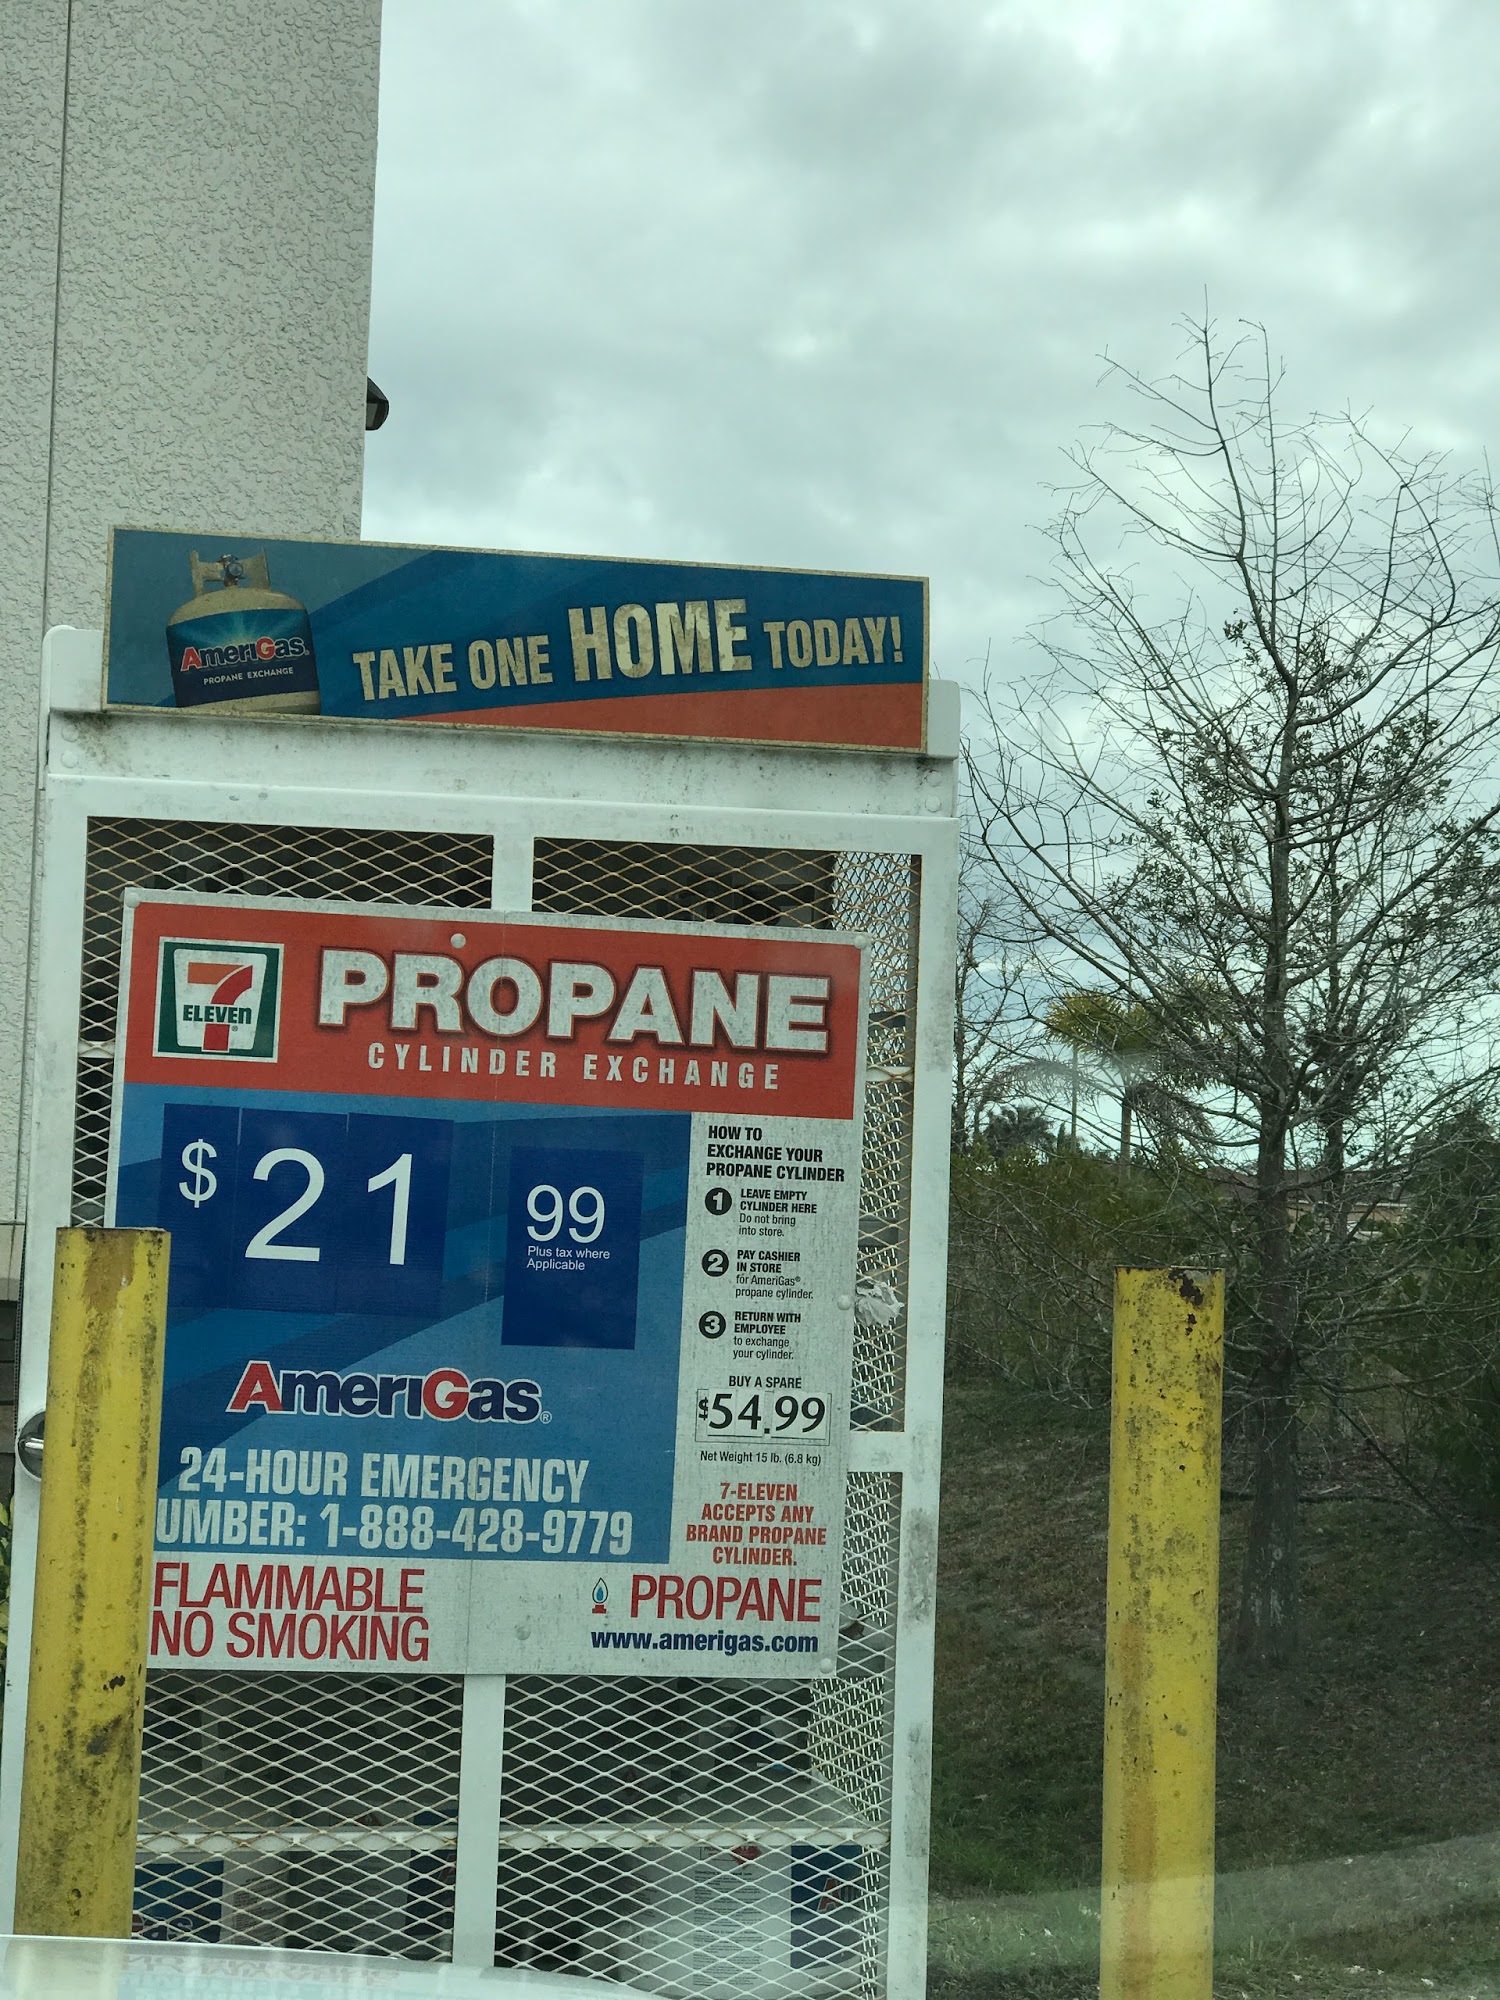 AmeriGas.
PROPANE EXCHANGE
TAKE ONE HOME TODAY!
7
ELEVEN
PROPANE
CYLINDER EXCHANGE
$21 99
Plus tax where
Applicable
HOW TO
EXCHANGE YOUR
PROPANE CYLINDER
1 LEAVE EMPTY
CYLINDER HERE
Do not bring
into store.
2 PAY CASHIER
IN STORE
for AmeriGas®
propane cylinder.
3 RETURN WITH
EMPLOYEE
to exchange
your cylinder.
BUY A SPARE
$54.99
Net Weight 15 lb. (6.8 kg)
7-ELEVEN
ACCEPTS ANY
BRAND PROPANE
CYLINDER.
AmeriGas®
24-HOUR EMERGENCY
UMBER: 1-888-428-9779
FLAMMABLE
NO SMOKING
PROPANE
www.amerigas.com